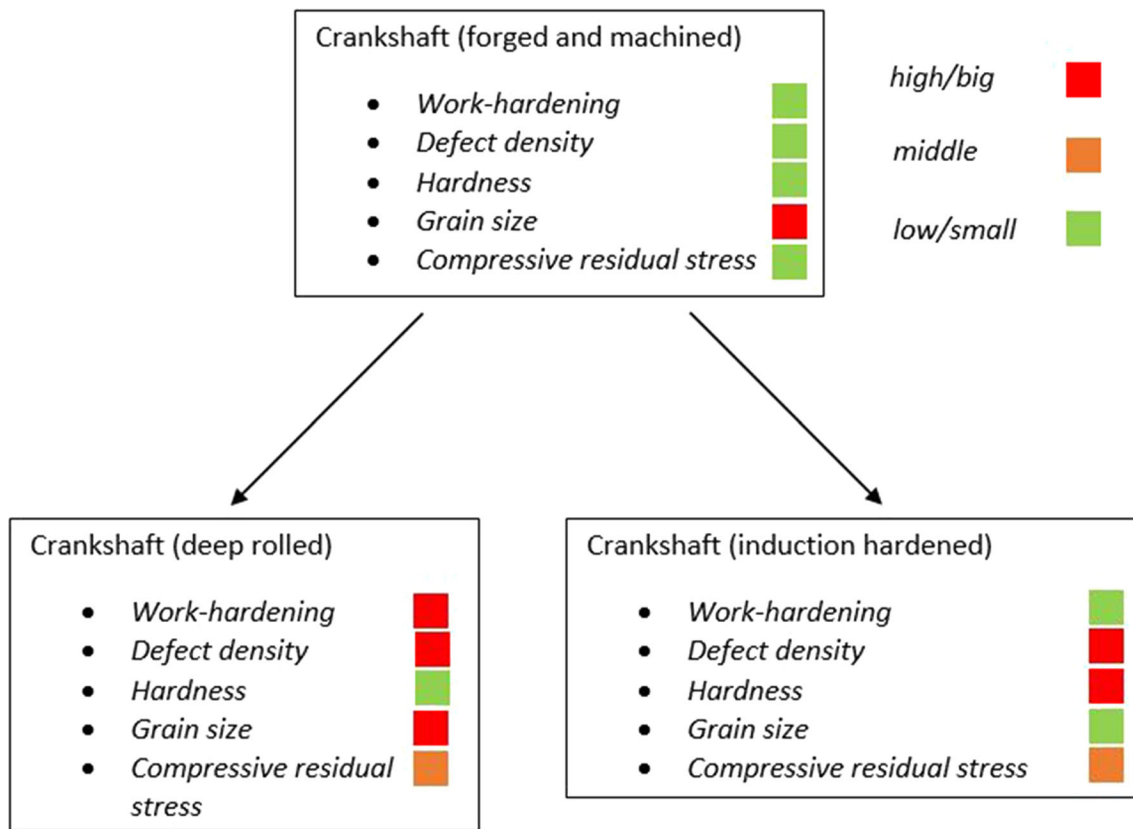 Crankshaft (forged and machined)
• Work-hardening
• Defect density
• Hardness
• Grain size
• Compressive residual stress
high/big
middle
low/small
Crankshaft (deep rolled)
• Work-hardening
• Defect density
• Hardness
• Grain size
• Compressive residual
stress
Crankshaft (induction hardened)
• Work-hardening
• Defect density
• Hardness
• Grain size
• Compressive residual stress